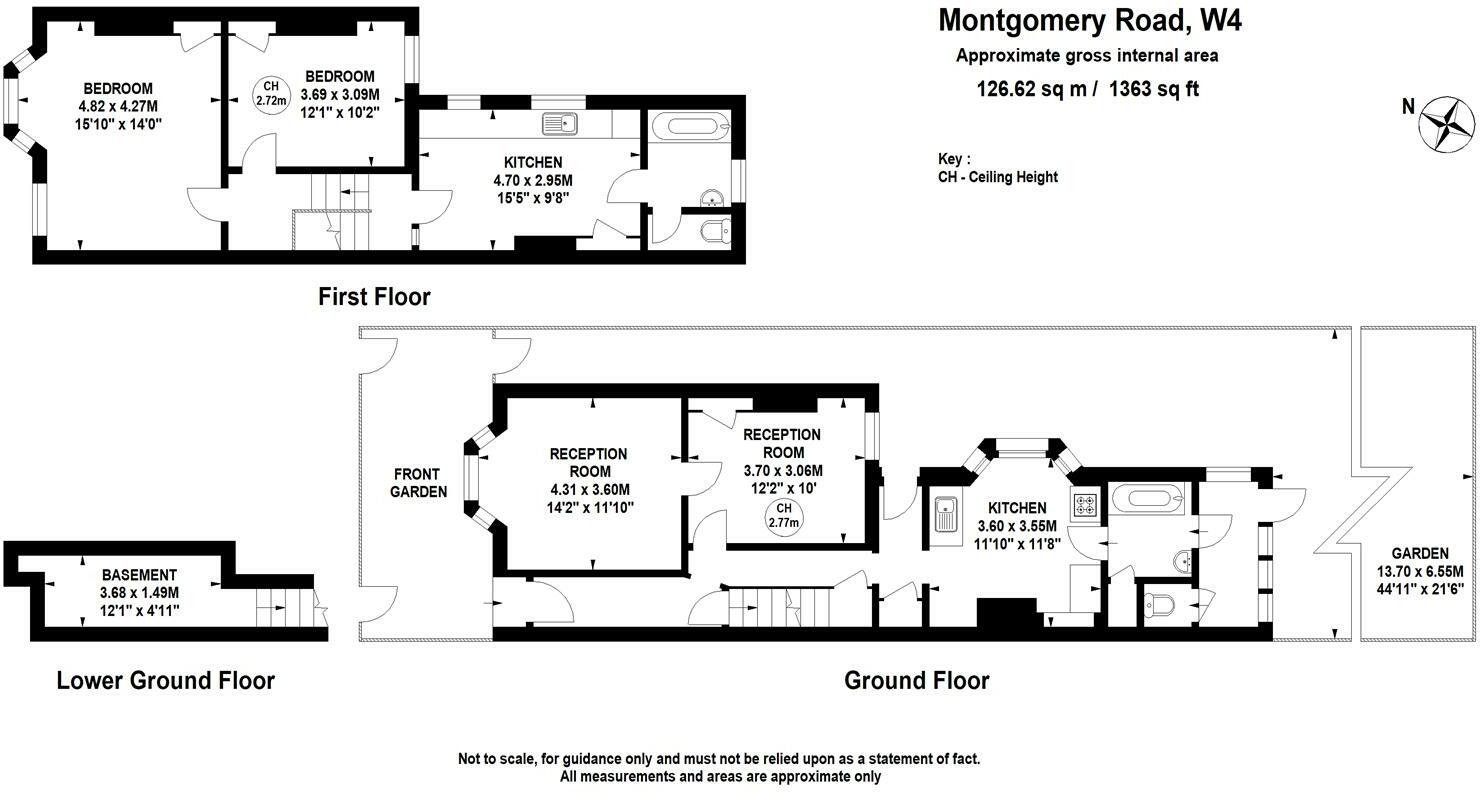 Montgomery Road, W4
Approximate gross internal area
126.62 sq m / 1363 sq ft
N
Key :
CH - Ceiling Height
BEDROOM
4.82 x 4.27M
15'10" x 14'0"
CH
2.72m
BEDROOM
3.69 x 3.09M
12'1" x 10'2"
KITCHEN
4.70 x 2.95M
15'5" x 9'8"
First Floor
FRONT
GARDEN
RECEPTION
ROOM
4.31 x 3.60M
14'2" x 11'10"
RECEPTION
ROOM
3.70 x 3.06M
12'2" x 10'
CH
2.77m
KITCHEN
3.60 x 3.55M
11'10" x 11'8"
GARDEN
13.70 x 6.55M
44'11" x 21'6"
BASEMENT
3.68 x 1.49M
12'1" x 4'11"
Lower Ground Floor
Ground Floor
Not to scale, for guidance only and must not be relied upon as a statement of fact.
All measurements and areas are approximate only